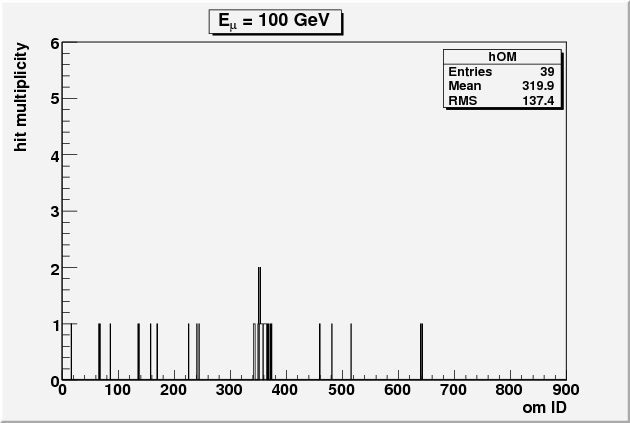 E_μ = 100 GeV
hit multiplicity
hOM
Entries 39
Mean 319.9
RMS 137.4
6
5
4
3
2
1
0
0 100 200 300 400 500 600 700 800 900
om ID